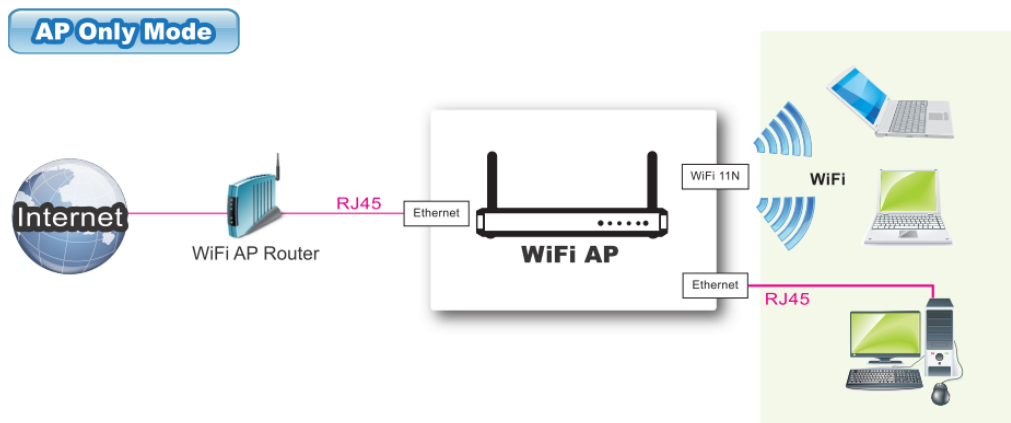 AP Only Mode
Internet
WiFi AP Router
RJ45
Ethernet
WiFi AP
WiFi 11N
WiFi
Ethernet
RJ45